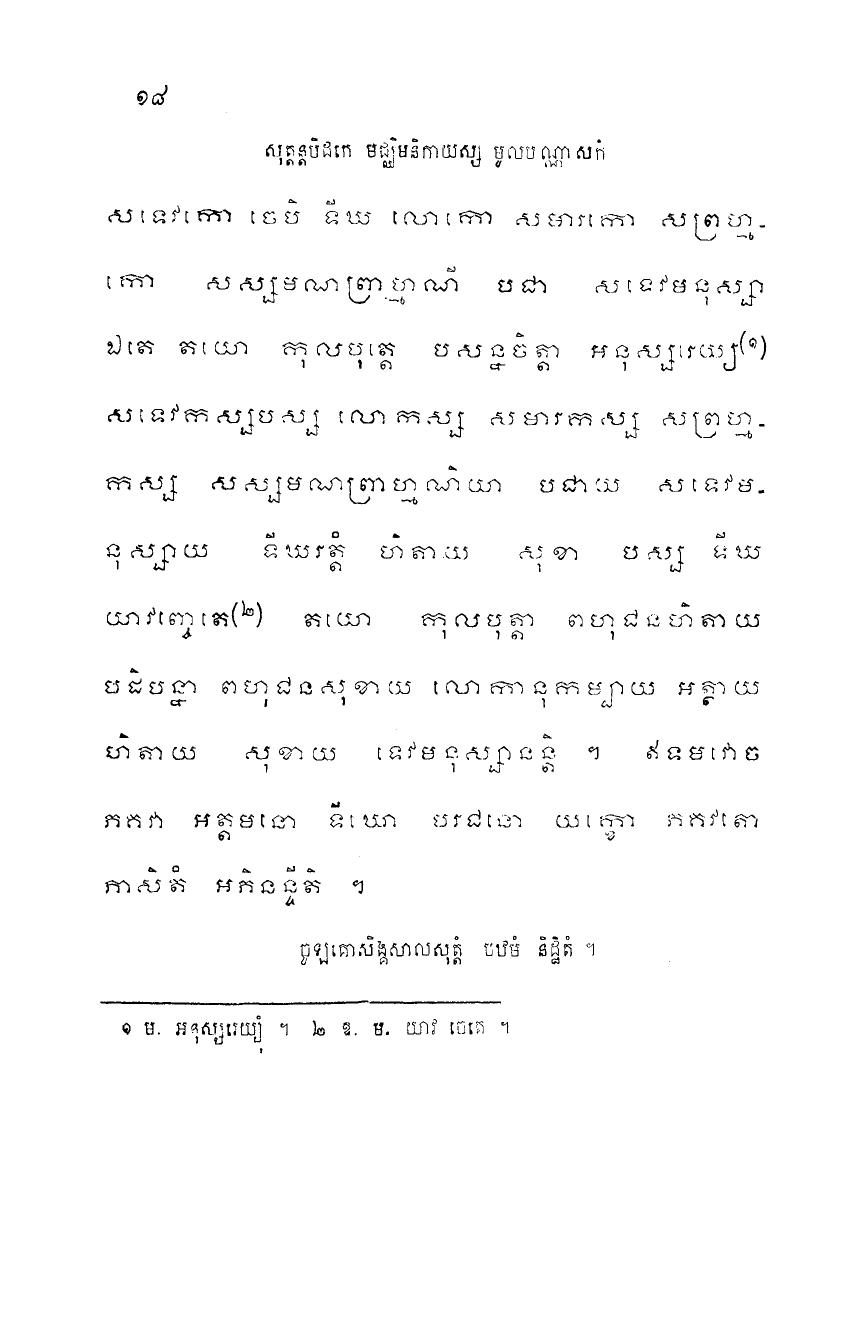 ១៨
សុត្តន្តបិដកេ មជ្ឈិមនិកាយស្ស មូលបណ្ណាសកំ
សទេវកោ ចេបិ ទីឃ លោកោ សមារកោ សព្រហ្ម-
កោ សស្សមណព្រាហ្មណី បជា សទេវមនុស្សា
ឯតេ តយោ កុលបុត្តេ បសន្នចិត្តា អនុស្សរេយ្យ(១)
សទេវកស្សបស្ស លោកស្ស សមារកស្ស សព្រហ្ម-
កស្ស សស្សមណព្រាហ្មណិយា បជាយ សទេវម-
នុស្សាយ ទីឃរត្តំ ហិតាយ សុខា បស្ស ទីឃ
យាវញ្ចេតេ(២) តយោ កុលបុត្តា ពហុជនហិតាយ
បដិបន្នា ពហុជនសុខាយ លោកានុកម្បាយ អត្ថាយ
ហិតាយ សុខាយ ទេវមនុស្សានន្តិ ។ ឥទមវោច
ភគវា អត្តមនោ ទីឃោ បរជនោ យក្ខោ ភគវតោ
ភាសិតំ អភិនន្ទីតិ ។
ចូឡគោសិង្គសាលសុត្តំ បឋមំ និដ្ឋិតំ ។
១ ម. អនុស្សរេយ្យុំ ។ ២ ឱ. ម. យាវ ចេតេ ។